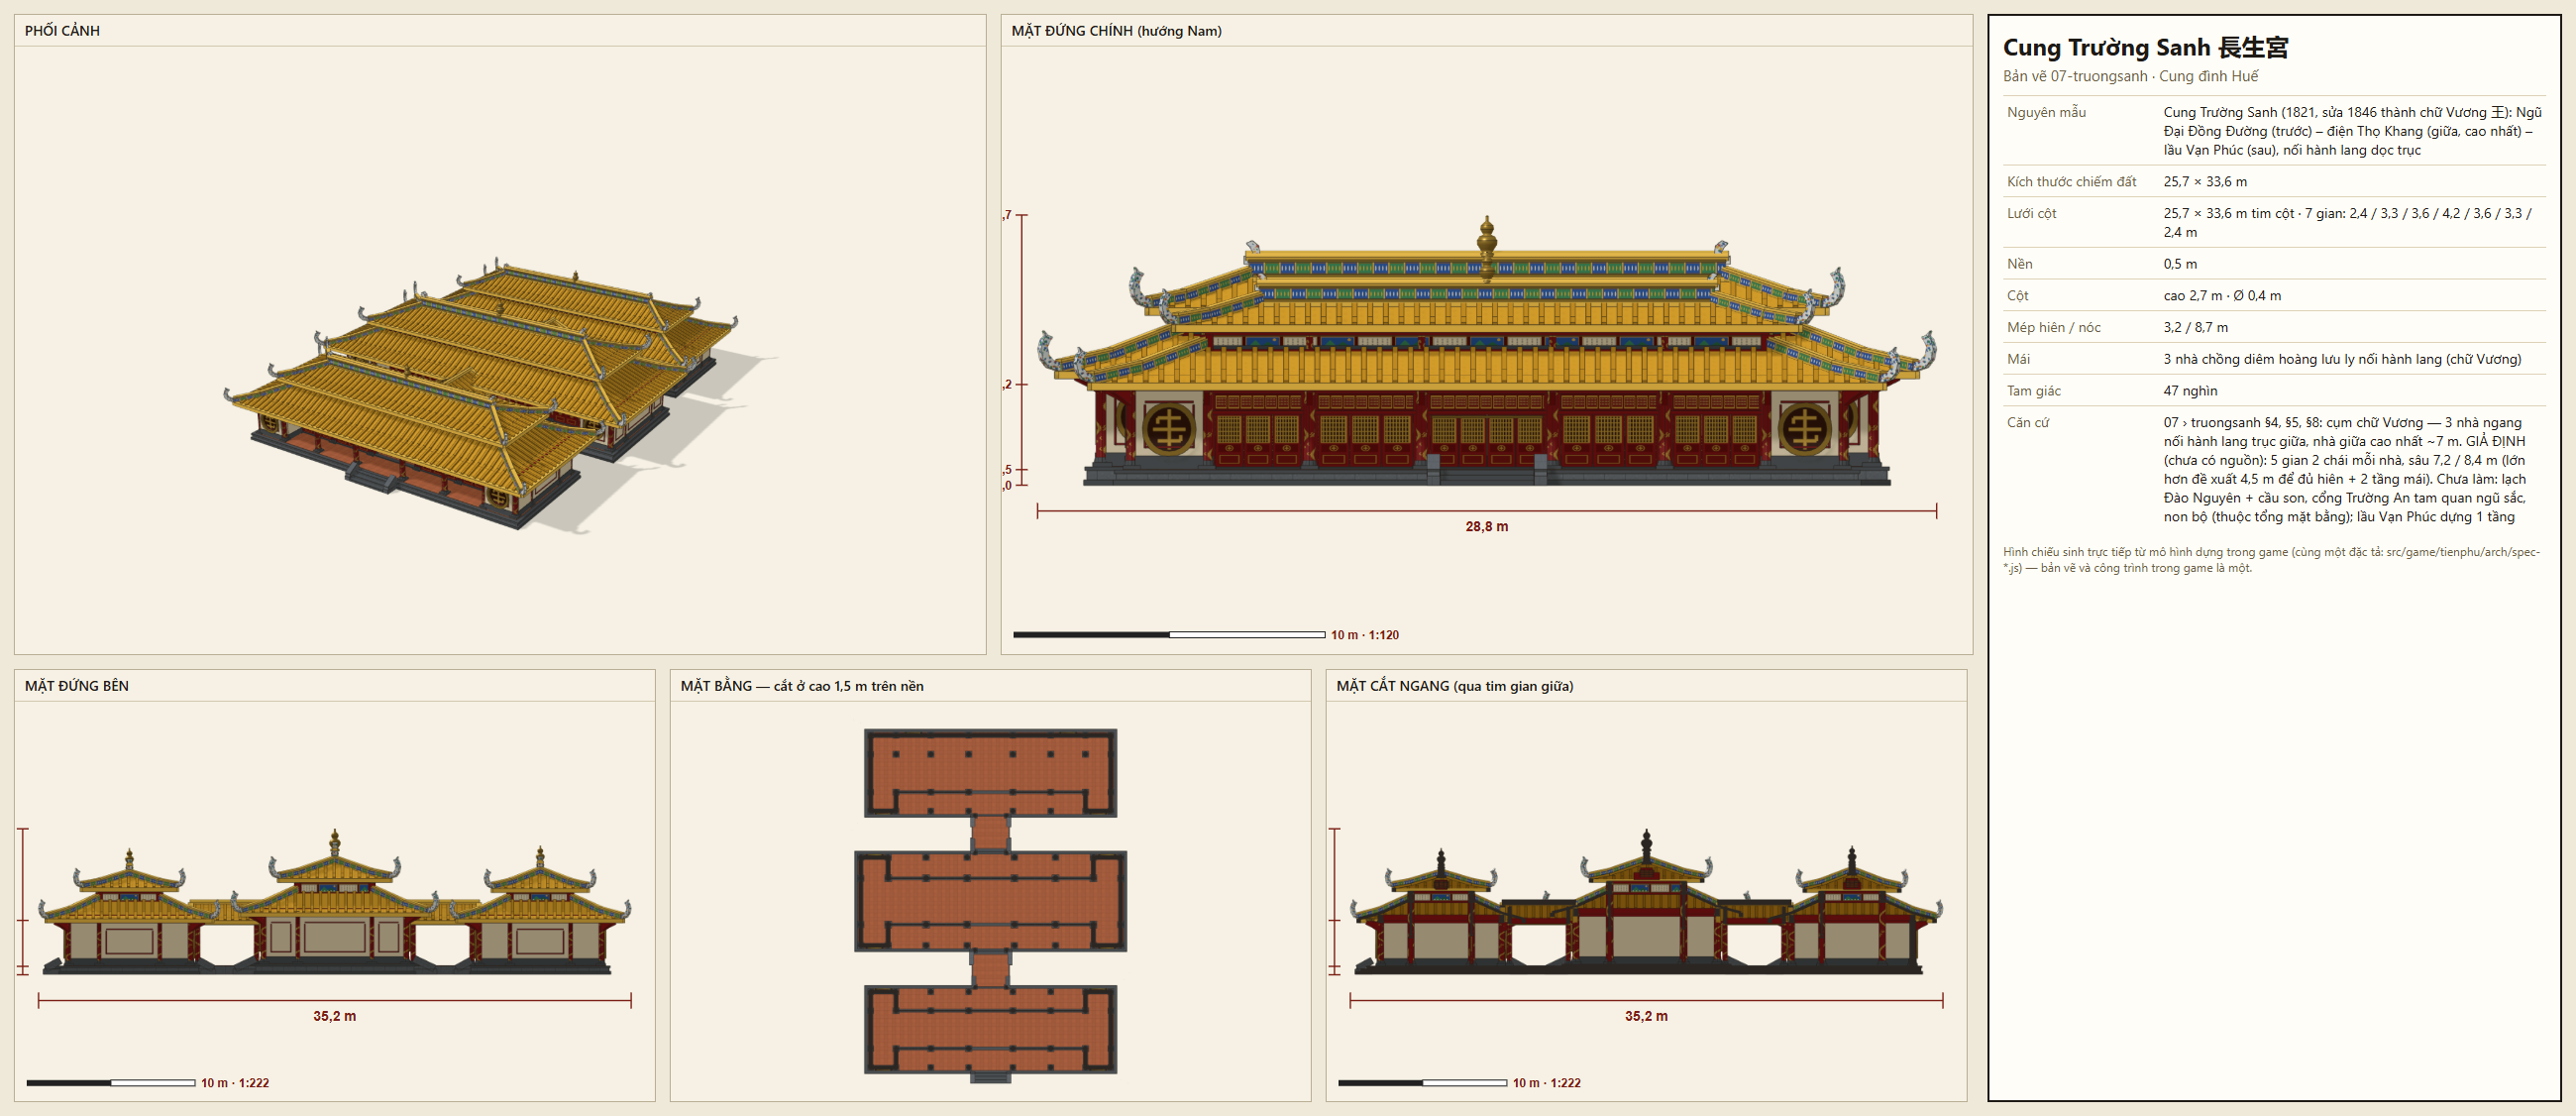 PHỐI CẢNH
MẶT ĐỨNG CHÍNH (hướng Nam)
,7
,2
,5
,0
28,8 m
10 m · 1:120
MẶT ĐỨNG BÊN
35,2 m
10 m · 1:222
MẶT BẰNG — cắt ở cao 1,5 m trên nền
MẶT CẮT NGANG (qua tim gian giữa)
35,2 m
10 m · 1:222
Cung Trường Sanh 長生宮
Bản vẽ 07-truongsanh · Cung đình Huế
Nguyên mẫu
Cung Trường Sanh (1821, sửa 1846 thành chữ Vương 王): Ngũ
Đại Đồng Đường (trước) – điện Thọ Khang (giữa, cao nhất) –
lầu Vạn Phúc (sau), nối hành lang dọc trục
Kích thước chiếm đất
25,7 × 33,6 m
Lưới cột
25,7 × 33,6 m tim cột · 7 gian: 2,4 / 3,3 / 3,6 / 4,2 / 3,6 / 3,3 /
2,4 m
Nền
0,5 m
Cột
cao 2,7 m · Ø 0,4 m
Mép hiên / nóc
3,2 / 8,7 m
Mái
3 nhà chồng diêm hoàng lưu ly nối hành lang (chữ Vương)
Tam giác
47 nghìn
Căn cứ
07 › truongsanh §4, §5, §8: cụm chữ Vương — 3 nhà ngang
nối hành lang trục giữa, nhà giữa cao nhất ~7 m. GIẢ ĐỊNH
(chưa có nguồn): 5 gian 2 chái mỗi nhà, sâu 7,2 / 8,4 m (lớn
hơn đề xuất 4,5 m để đủ hiên + 2 tầng mái). Chưa làm: lạch
Đào Nguyên + cầu son, cổng Trường An tam quan ngũ sắc,
non bộ (thuộc tổng mặt bằng); lầu Vạn Phúc dựng 1 tầng
Hình chiếu sinh trực tiếp từ mô hình dựng trong game (cùng một đặc tả: src/game/tienphu/arch/spec-
*.js) — bản vẽ và công trình trong game là một.